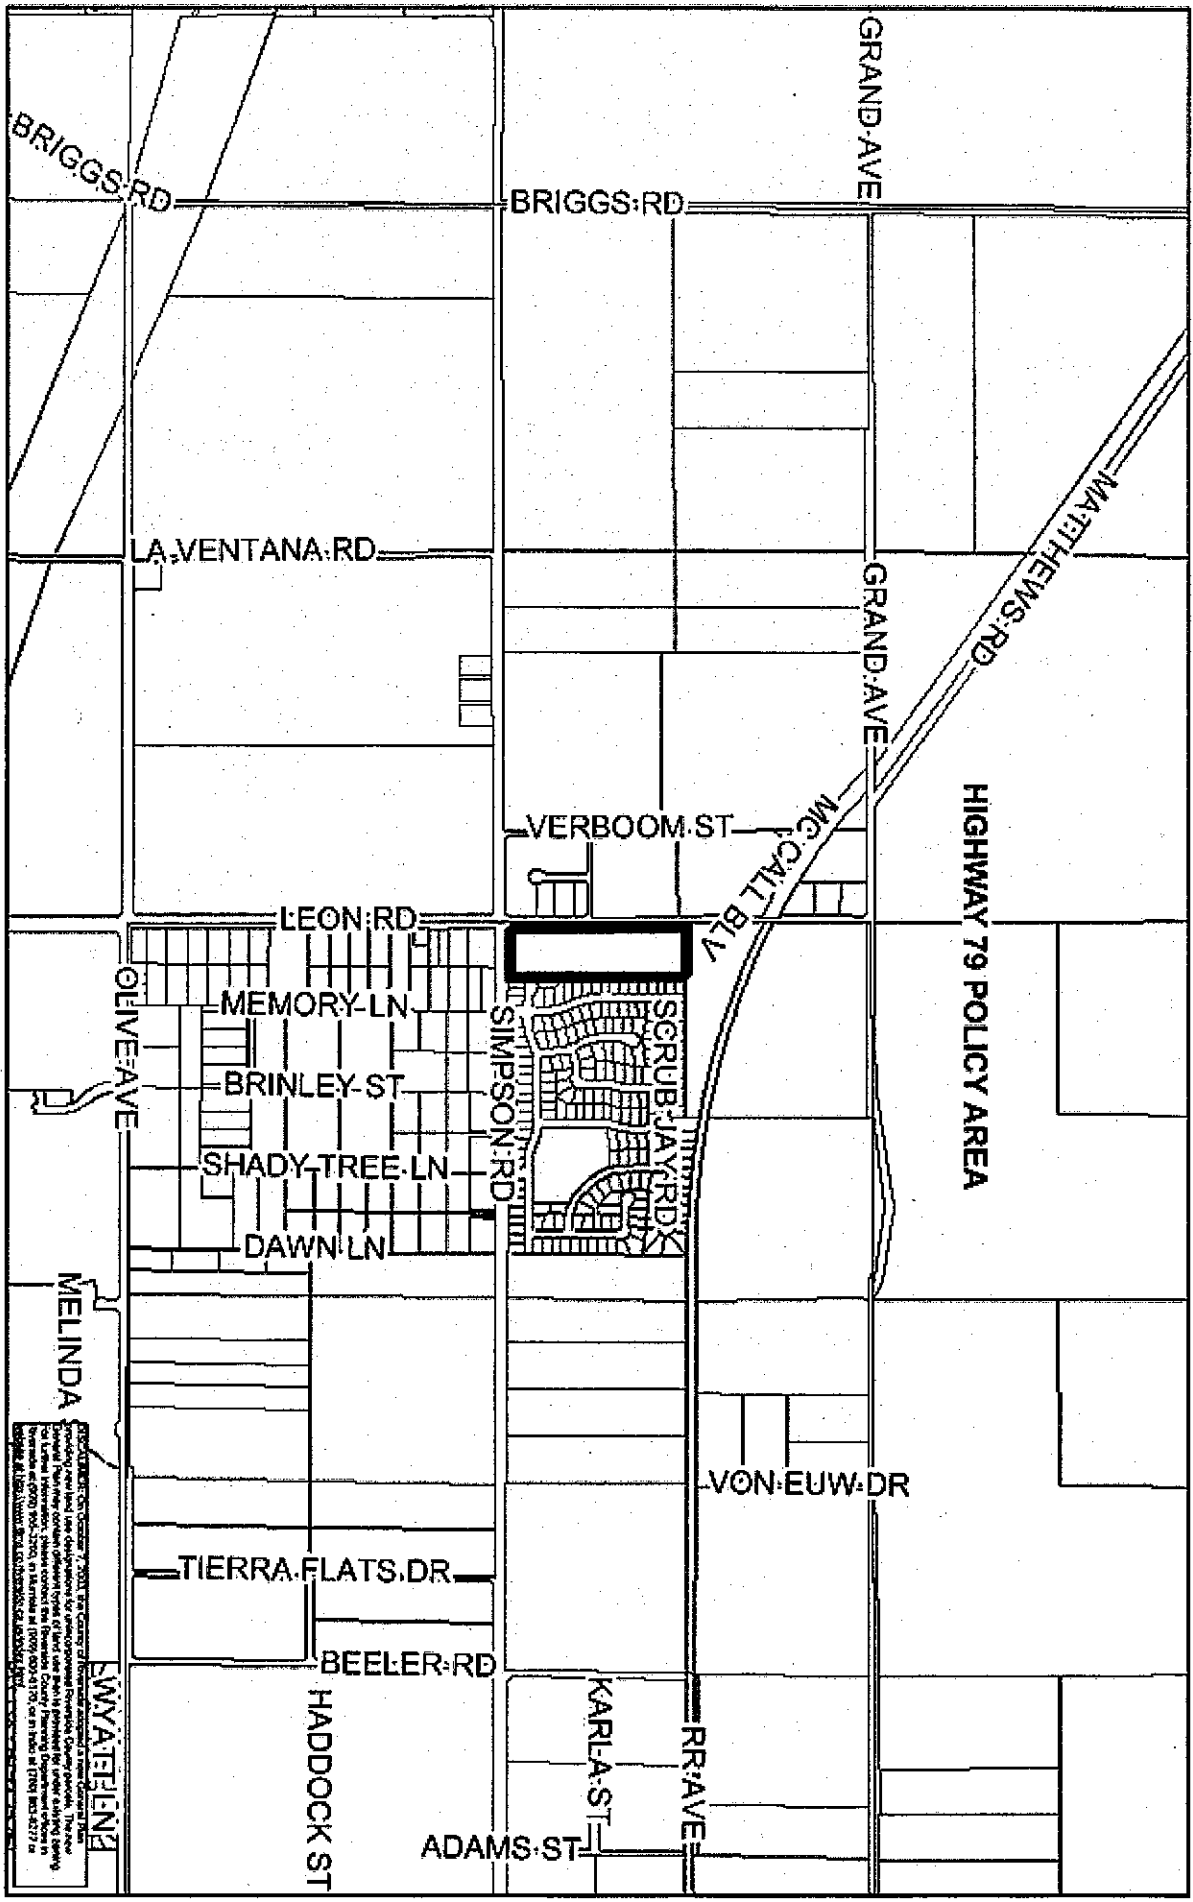 GRAND AVE
BRIGGS RD
BRIGGS RD
MATTHEWS RD
LA VENTANA RD
GRAND AVE
HIGHWAY 79 POLICY AREA
VERBOOM ST
MC CALL BLV
LEON RD
OLIVE AVE
MEMORY LN
SIMPSON RD
SCRUB JAY RD
BRINLEY ST
SHADY TREE LN
DAWN LN
MELINDA
VON EUW DR
TIERRA FLATS DR
BEELER RD
WYATT LN
HADDOCK ST
KARLA ST
RR AVE
ADAMS ST